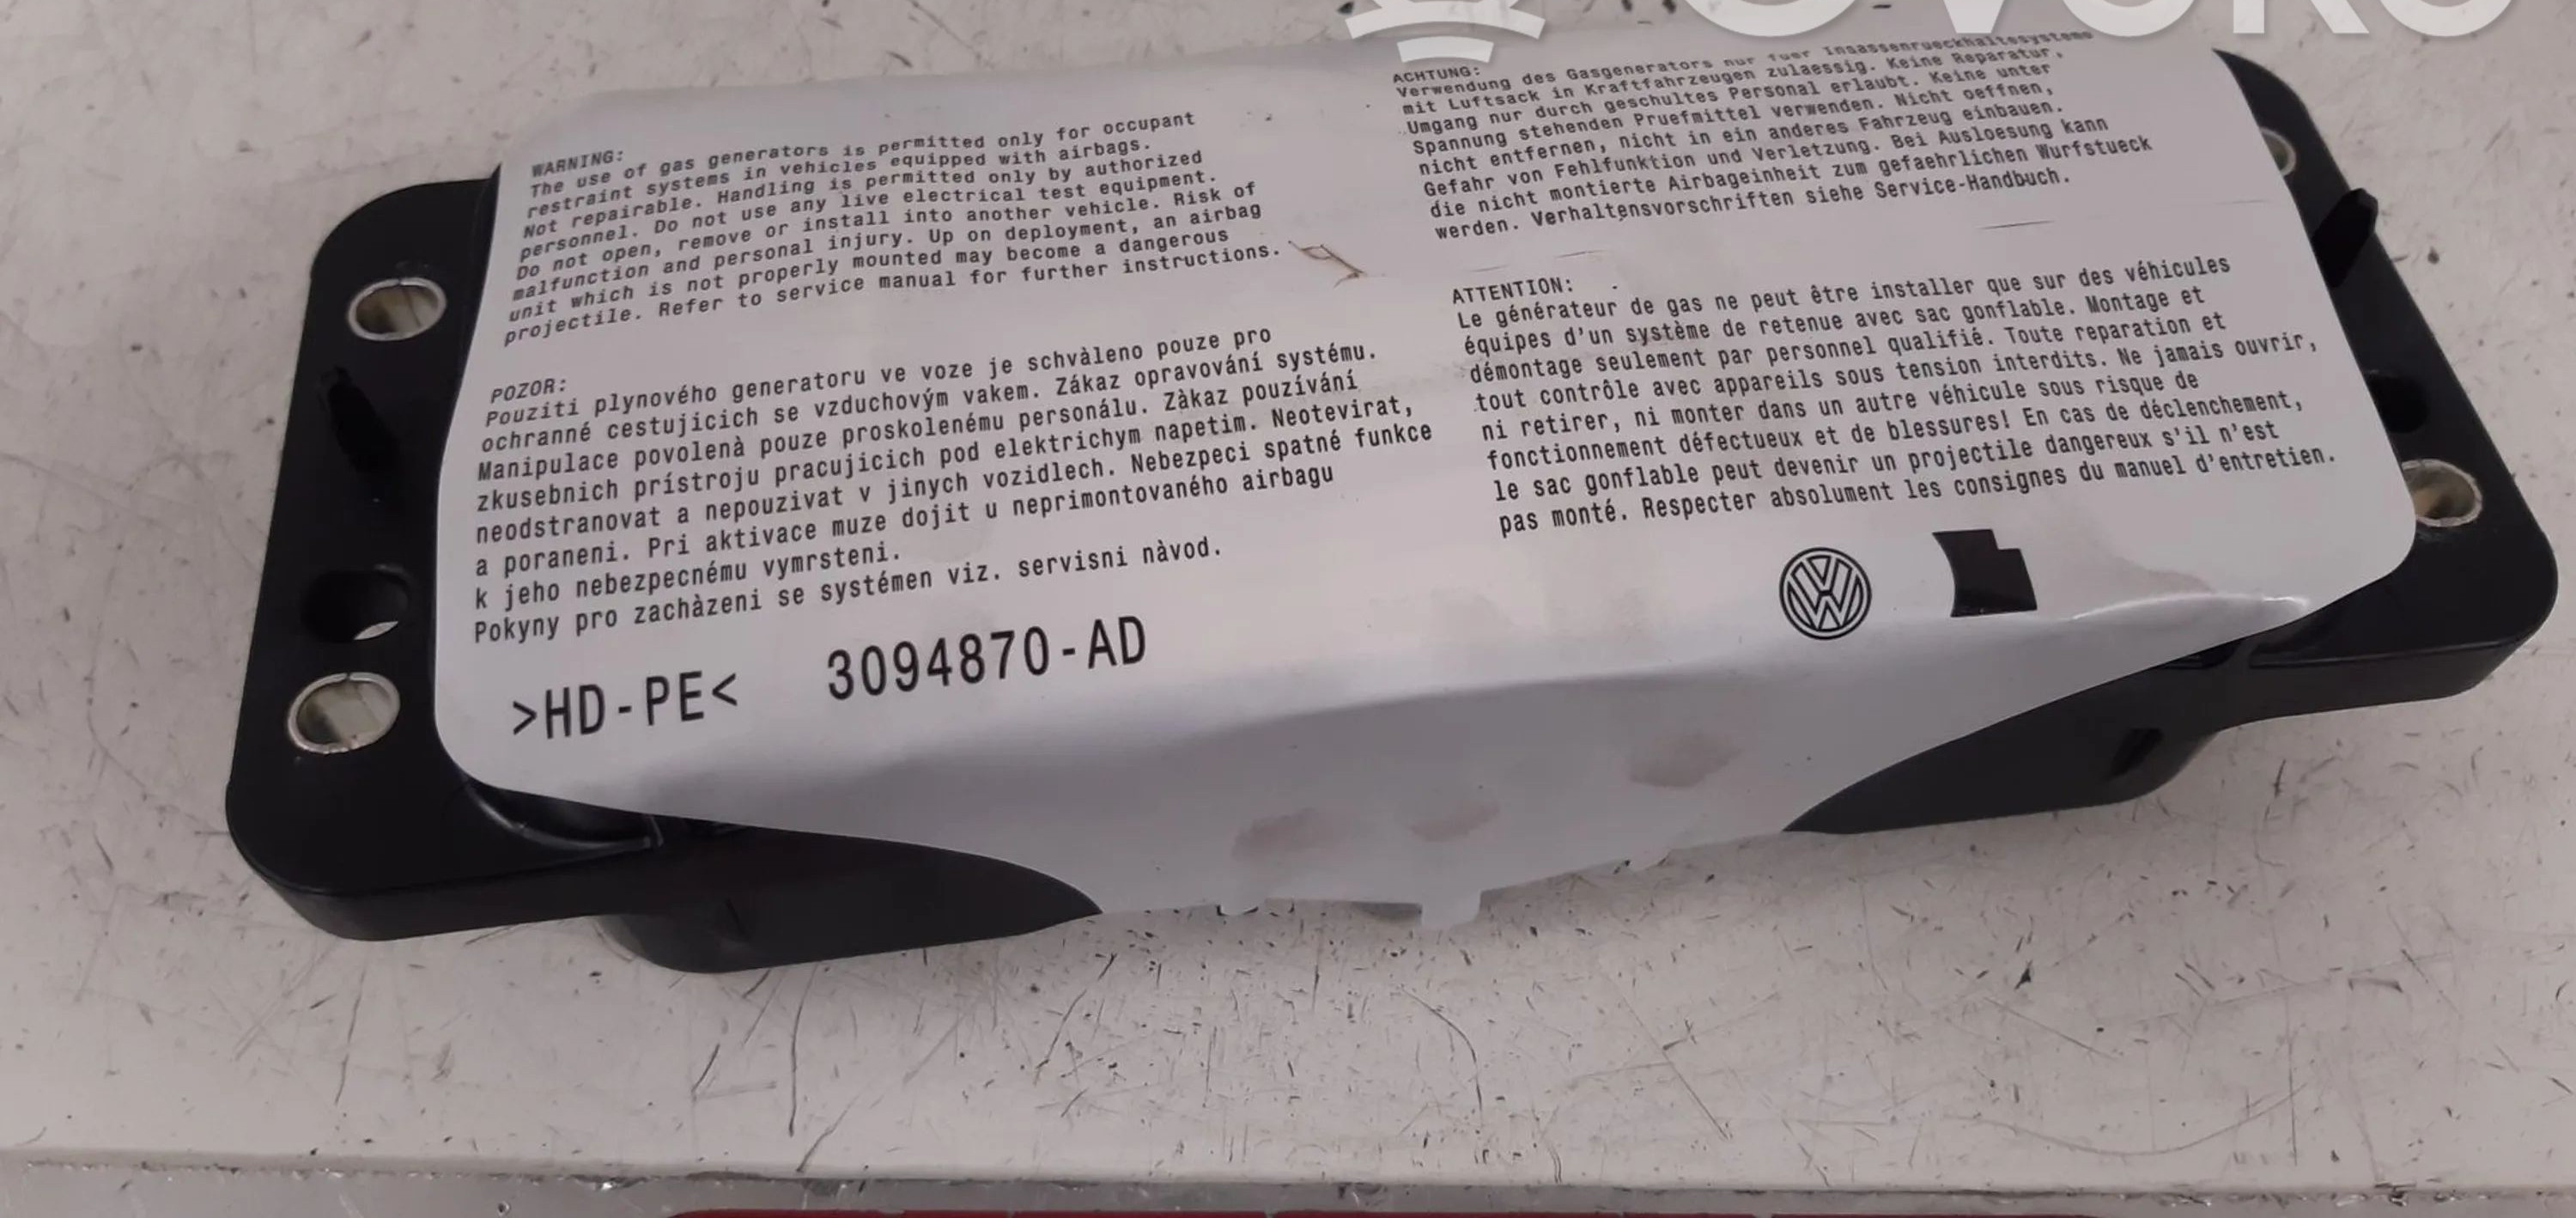 WARNING:
The use of gas generators is permitted only for occupant
restraint systems in vehicles equipped with airbags.
Not repairable. Handling is permitted only by authorized
personnel. Do not use any live electrical test equipment.
Do not open, remove or install into another vehicle. Risk of
malfunction and personal injury. Up on deployment, an airbag
unit which is not properly mounted may become a dangerous
projectile. Refer to service manual for further instructions.
POZOR:
Pouziti plynového generatoru ve voze je schvàleno pouze pro
ochranné cestujicich se vzduchovým vakem. Zákaz opravování systému.
Manipulace povolenà pouze proskolenému personálu. Zàkaz pouzívání
zkusebnich prístroju pracujicich pod elektrichym napetim. Neotevirat,
neodstranovat a nepouzivat v jinych vozidlech. Nebezpeci spatné funkce
a poraneni. Pri aktivace muze dojit u neprimontovaného airbagu
k jeho nebezpecnému vymrsteni.
Pokyny pro zachàzeni se systémen viz. servisni nàvod.
>HD-PE< 3094870-AD
ACHTUNG:
Verwendung des Gasgenerators nur fuer Insassenrueckhaltesysteme
mit Luftsack in Kraftfahrzeugen zulaessig. Keine Reparatur,
Umgang nur durch geschultes Personal erlaubt. Keine unter
Spannung stehenden Pruefmittel verwenden. Nicht oeffnen,
nicht entfernen, nicht in ein anderes Fahrzeug einbauen.
Gefahr von Fehlfunktion und Verletzung. Bei Ausloesung kann
die nicht montierte Airbageinheit zum gefaehrlichen Wurfstueck
werden. Verhaltensvorschriften siehe Service-Handbuch.
ATTENTION:
Le générateur de gas ne peut être installer que sur des véhicules
équipes d'un système de retenue avec sac gonflable. Montage et
démontage seulement par personnel qualifié. Toute reparation et
tout contrôle avec appareils sous tension interdits. Ne jamais ouvrir,
ni retirer, ni monter dans un autre véhicule sous risque de
fonctionnement défectueux et de blessures! En cas de déclenchement,
le sac gonflable peut devenir un projectile dangereux s'il n'est
pas monté. Respecter absolument les consignes du manuel d'entretien.